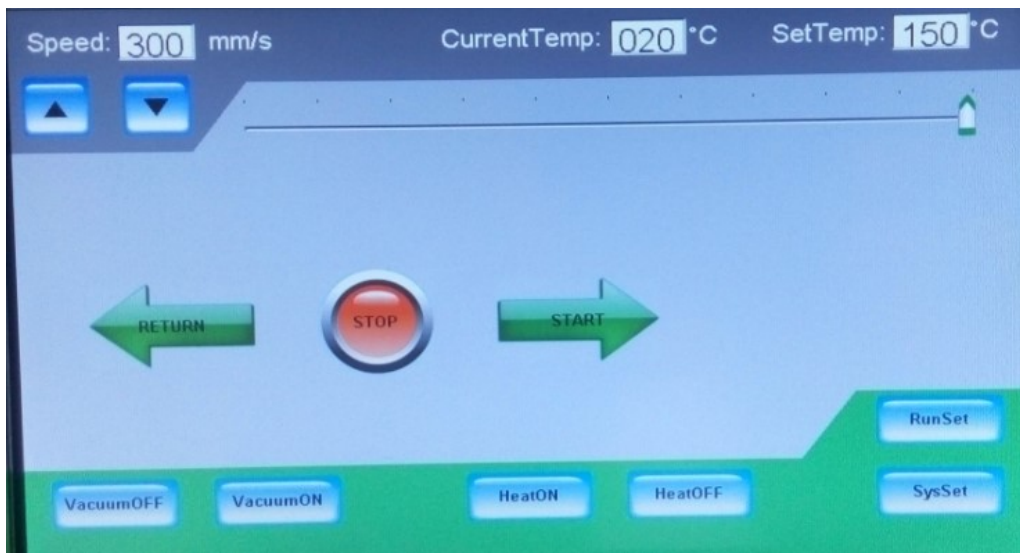 Speed: 300 mm/s CurrentTemp: 020 °C SetTemp: 150 °C
RETURN STOP START
RunSet
VacuumOFF VacuumON HeatON HeatOFF SysSet